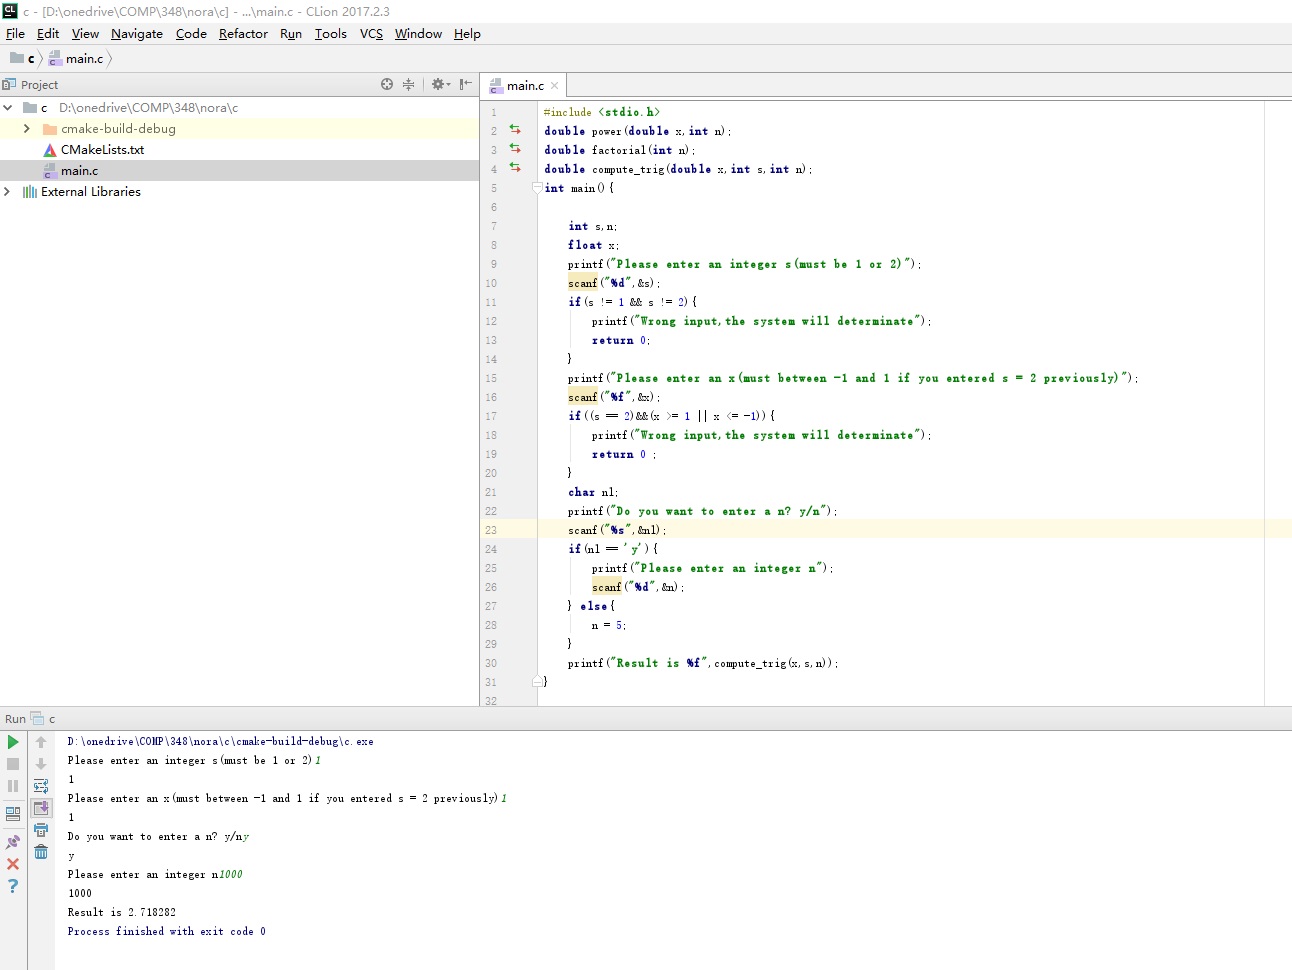 c - [D:\onedrive\COMP\348\nora\c] - ...\main.c - CLion 2017.2.3
File Edit View Navigate Code Refactor Run Tools VCS Window Help
c main.c
Project
c D:\onedrive\COMP\348\nora\c
cmake-build-debug
CMakeLists.txt
main.c
External Libraries
main.c
1 #include <stdio.h>
2 double power(double x,int n);
3 double factorial(int n);
4 double compute_trig(double x,int s,int n);
5 int main(){
6
7 int s,n;
8 float x;
9 printf("Please enter an integer s(must be 1 or 2)");
10 scanf("%d",&s);
11 if(s != 1 && s != 2){
12 printf("Wrong input,the system will determinate");
13 return 0;
14 }
15 printf("Please enter an x(must between -1 and 1 if you entered s = 2 previously)");
16 scanf("%f",&x);
17 if((s == 2)&&(x >= 1 || x <= -1)){
18 printf("Wrong input,the system will determinate");
19 return 0 ;
20 }
21 char nl;
22 printf("Do you want to enter a n? y/n");
23 scanf("%s",&nl);
24 if(nl == 'y'){
25 printf("Please enter an integer n");
26 scanf("%d",&n);
27 } else{
28 n = 5;
29 }
30 printf("Result is %f",compute_trig(x,s,n));
31 }
32
Run c
D:\onedrive\COMP\348\nora\c\cmake-build-debug\c.exe
Please enter an integer s(must be 1 or 2)1
1
Please enter an x(must between -1 and 1 if you entered s = 2 previously)1
1
Do you want to enter a n? y/ny
y
Please enter an integer n1000
1000
Result is 2.718282
Process finished with exit code 0